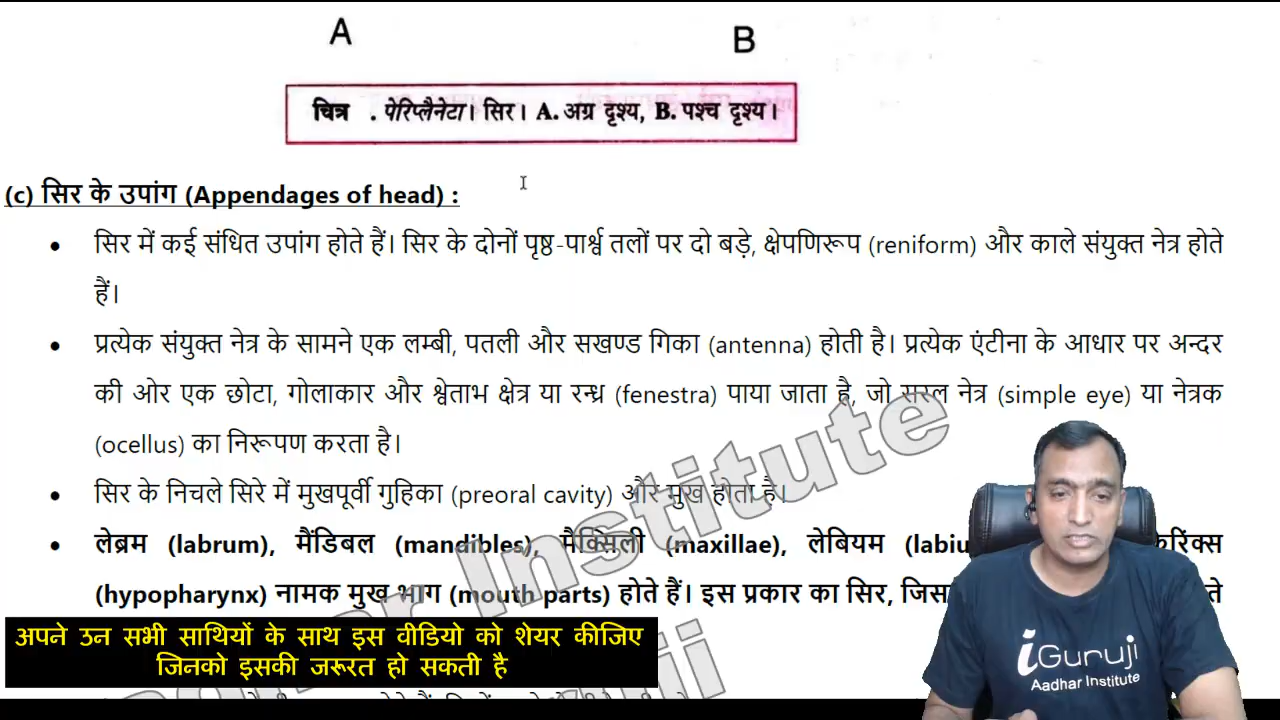 A
B
चित्र . पेरिप्लैनेटा। सिर। A. अग्र दृश्य, B. पश्च दृश्य।
(c) सिर के उपांग (Appendages of head) :
• सिर में कई संधित उपांग होते हैं। सिर के दोनों पृष्ठ-पार्श्व तलों पर दो बड़े, क्षेपणिरूप (reniform) और काले संयुक्त नेत्र होते
हैं।
• प्रत्येक संयुक्त नेत्र के सामने एक लम्बी, पतली और सखण्ड गिका (antenna) होती है। प्रत्येक एंटीना के आधार पर अन्दर
की ओर एक छोटा, गोलाकार और श्वेताभ क्षेत्र या रन्ध्र (fenestra) पाया जाता है, जो सरल नेत्र (simple eye) या नेत्रक
(ocellus) का निरूपण करता है।
• सिर के निचले सिरे में मुखपूर्वी गुहिका (preoral cavity) और मुख होता है।
• लेब्रम (labrum), मैंडिबल (mandibles), मैक्सिली (maxillae), लेबियम
(hypopharynx) नामक मुख भाग (mouth parts) होते हैं। इस प्रकार का सिर,
Institute
अपने उन सभी साथियों के साथ इस वीडियो को शेयर कीजिए
जिनको इसकी जरूरत हो सकती है
iGuruji
Aadhar Institute